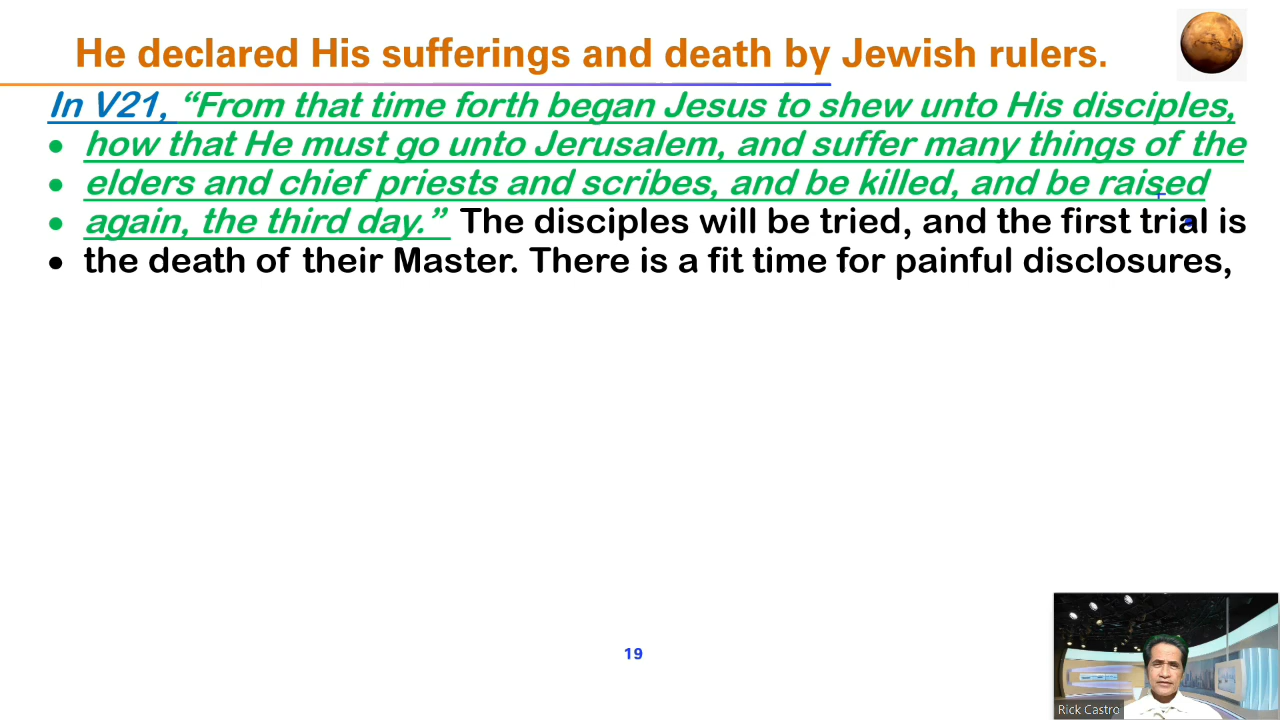 He declared His sufferings and death by Jewish rulers.
In V21, “From that time forth began Jesus to shew unto His disciples,
• how that He must go unto Jerusalem, and suffer many things of the
• elders and chief priests and scribes, and be killed, and be raised
• again, the third day.” The disciples will be tried, and the first trial is
• the death of their Master. There is a fit time for painful disclosures,
19
Rick Castro